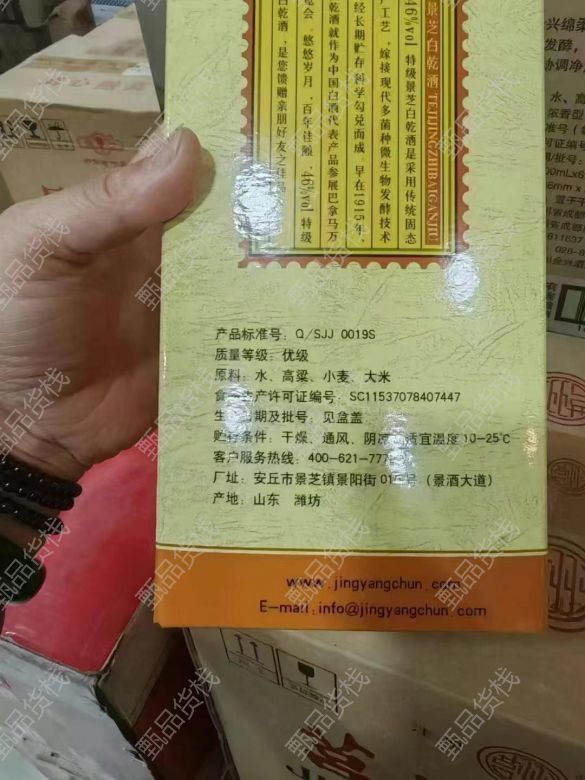 46%vol 特级景芝白乾酒是采用传统固态
工艺，嫁接现代多菌种微生物发酵技术
经长期贮存科学勾兑而成。早在1915年
乾酒就作为中国白酒代表产品参展巴拿马万
览会。悠悠岁月，百年佳酿，46%vol特级
乾酒，是您馈赠亲朋好友之佳品
景芝白乾酒 TEJIJINGZHIBAIGANJIU
产品标准号：Q/SJJ 0019S
质量等级：优级
原料：水、高粱、小麦、大米
生产许可证编号：SC11537078407447
日期及批号：见盒盖
贮存条件：干燥、通风、阴凉 适宜温度10-25℃
客户服务热线：400-621-777
厂址：安丘市景芝镇景阳街01 号（景酒大道）
产地：山东 潍坊
www.jingyangchun.com
E-mail:info@jingyangchun.com
甄品货栈